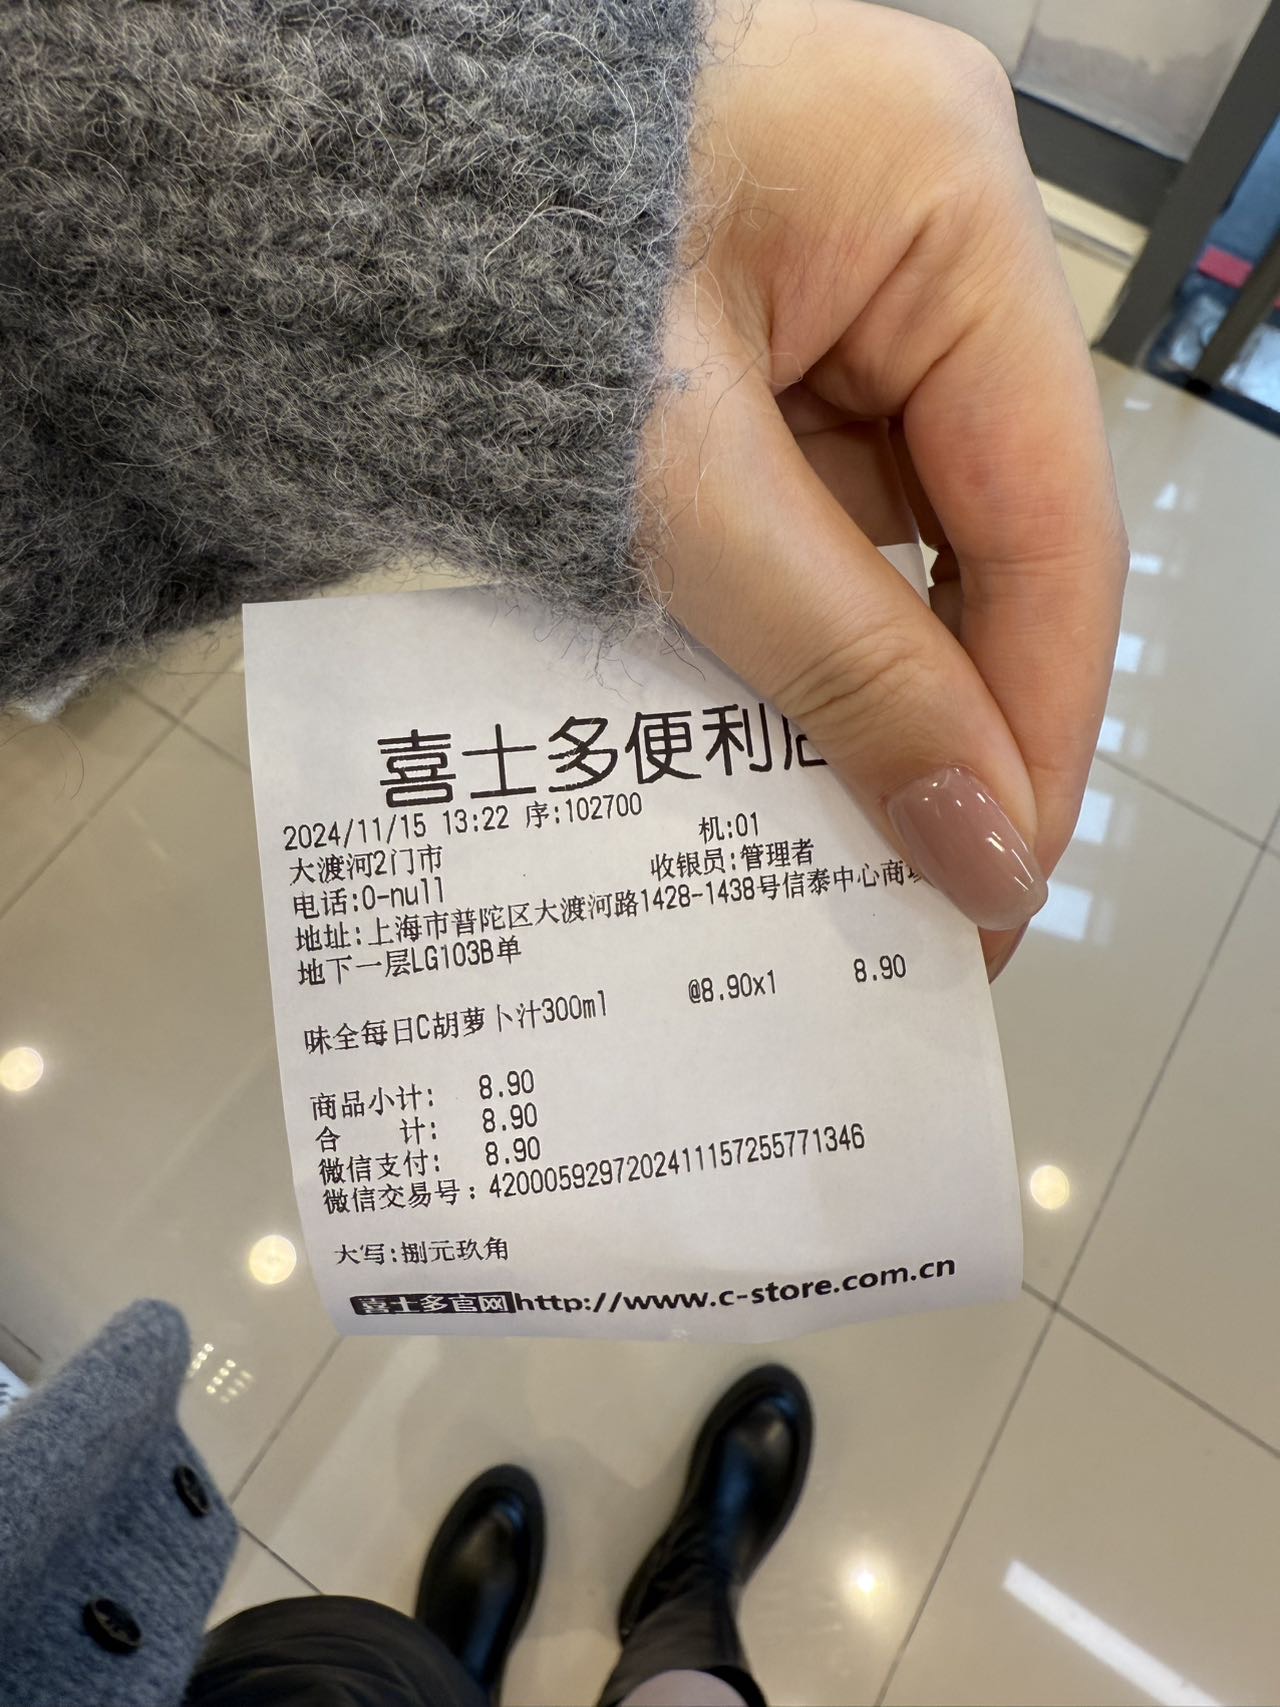 喜士多便利店
2024/11/15 13:22 序:102700 机:01
大渡河2门市 收银员:管理者
电话:0-null
地址:上海市普陀区大渡河路1428-1438号信泰中心商
地下一层LG103B单
味全每日C胡萝卜汁300ml @8.90x1 8.90
商品小计: 8.90
合 计: 8.90
微信支付: 8.90
微信交易号:4200059297202411157255771346
大写:捌元玖角
喜士多官网http://www.c-store.com.cn